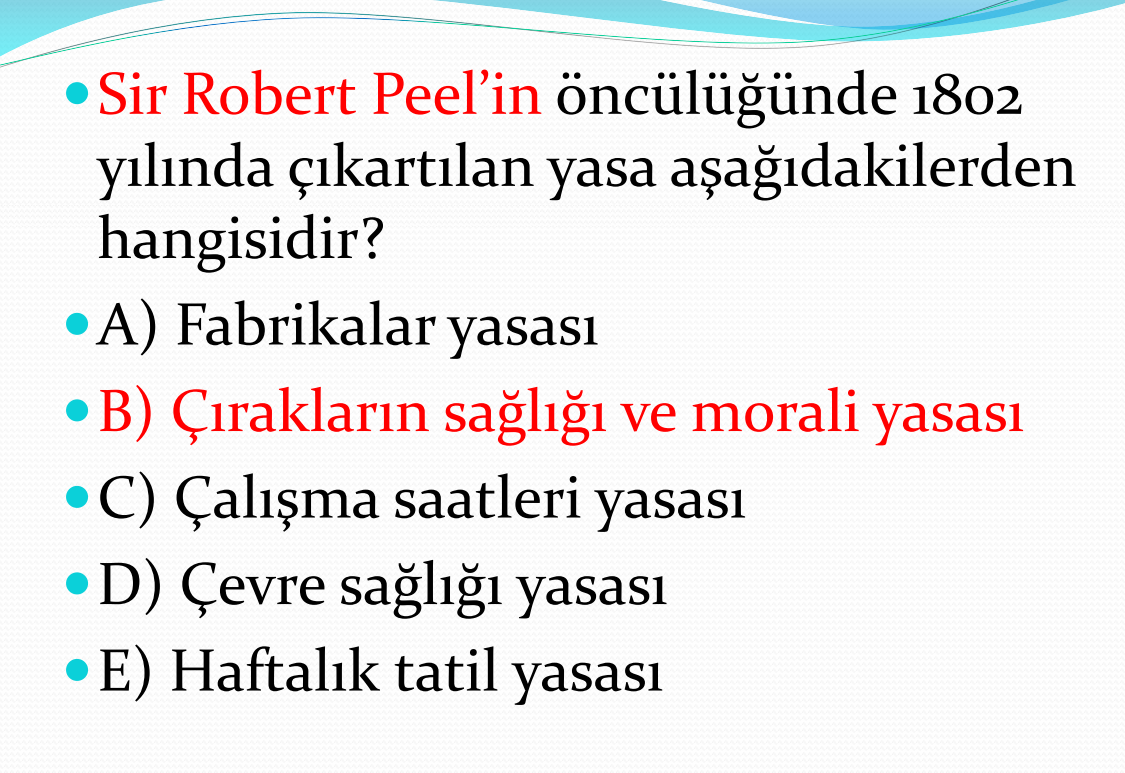 • Sir Robert Peel’in öncülüğünde 1802
yılında çıkartılan yasa aşağıdakilerden
hangisidir?
• A) Fabrikalar yasası
• B) Çırakların sağlığı ve morali yasası
• C) Çalışma saatleri yasası
• D) Çevre sağlığı yasası
• E) Haftalık tatil yasası